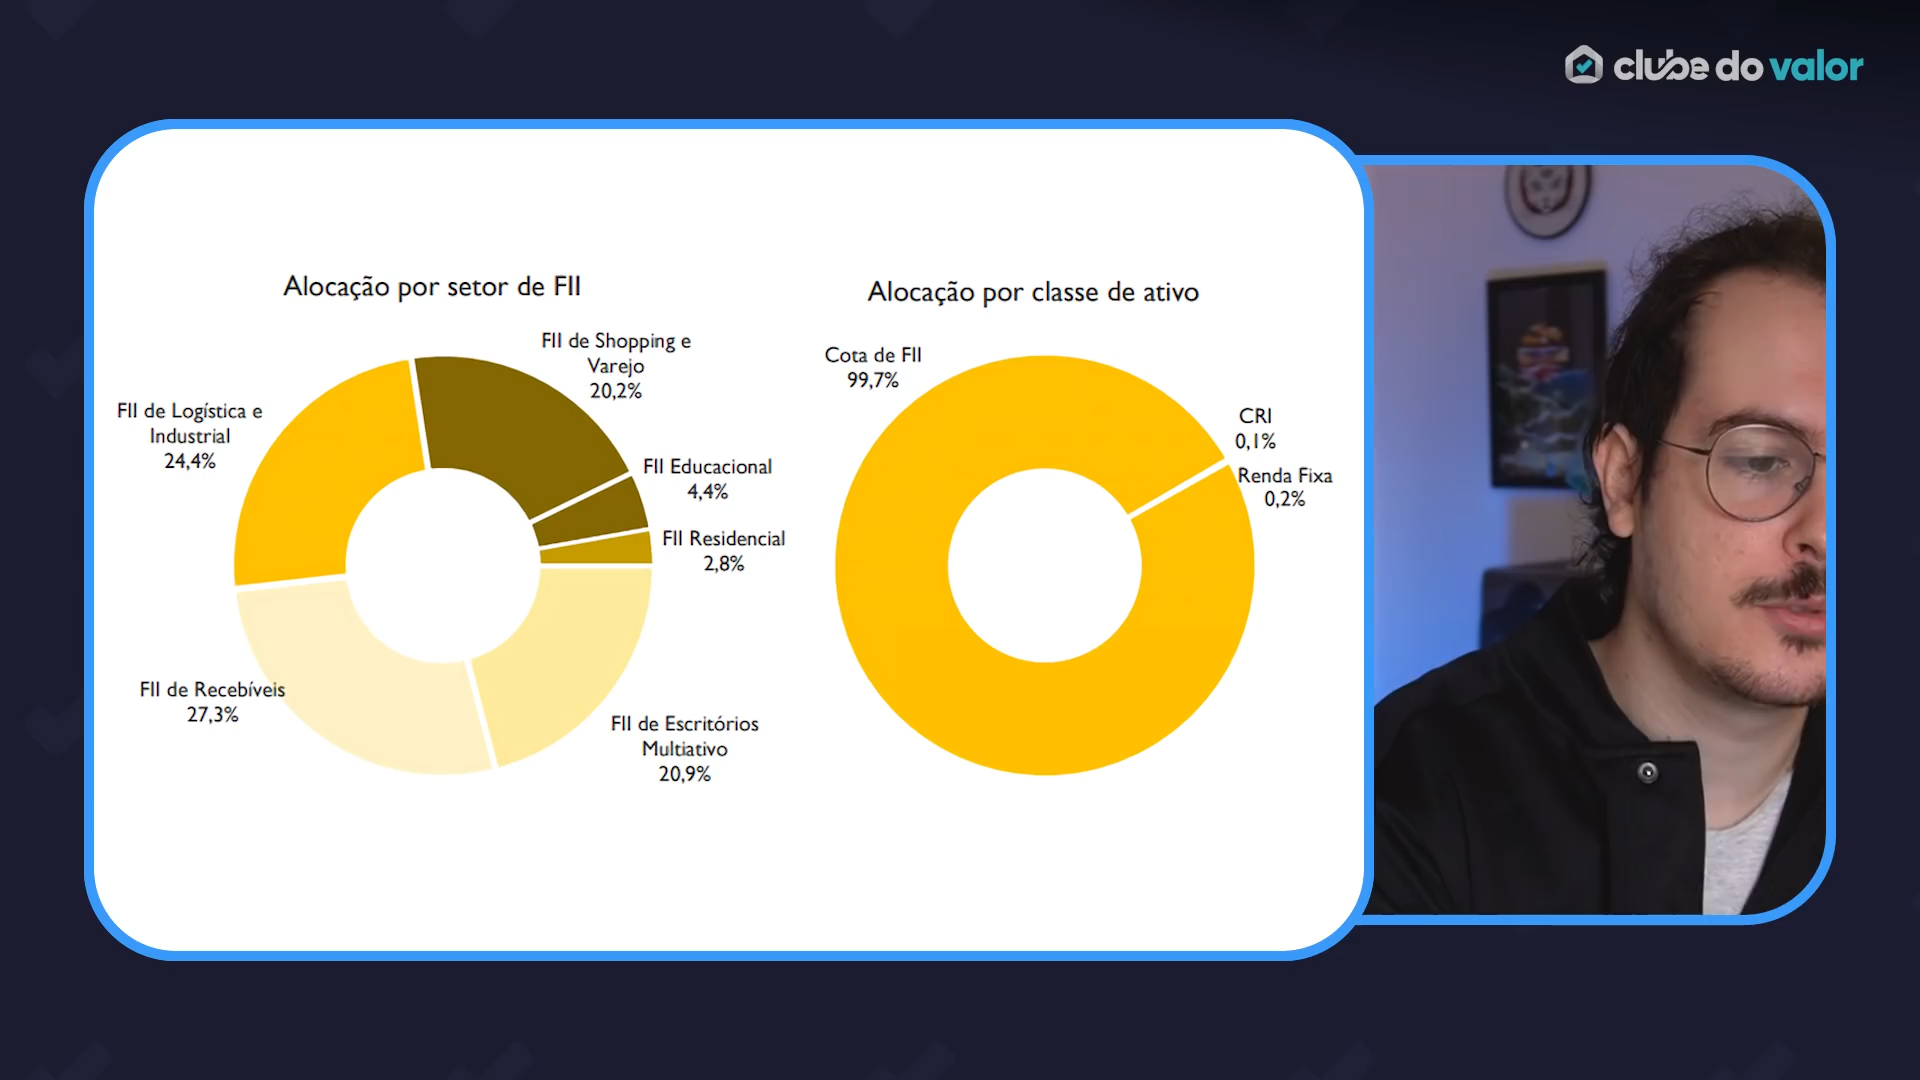 clube do valor
Alocação por setor de FII
FII de Shopping e
Varejo
20,2%
FII de Logística e
Industrial
24,4%
FII Educacional
4,4%
FII Residencial
2,8%
FII de Recebíveis
27,3%
FII de Escritórios
Multiativo
20,9%
Alocação por classe de ativo
Cota de FII
99,7%
CRI
0,1%
Renda Fixa
0,2%